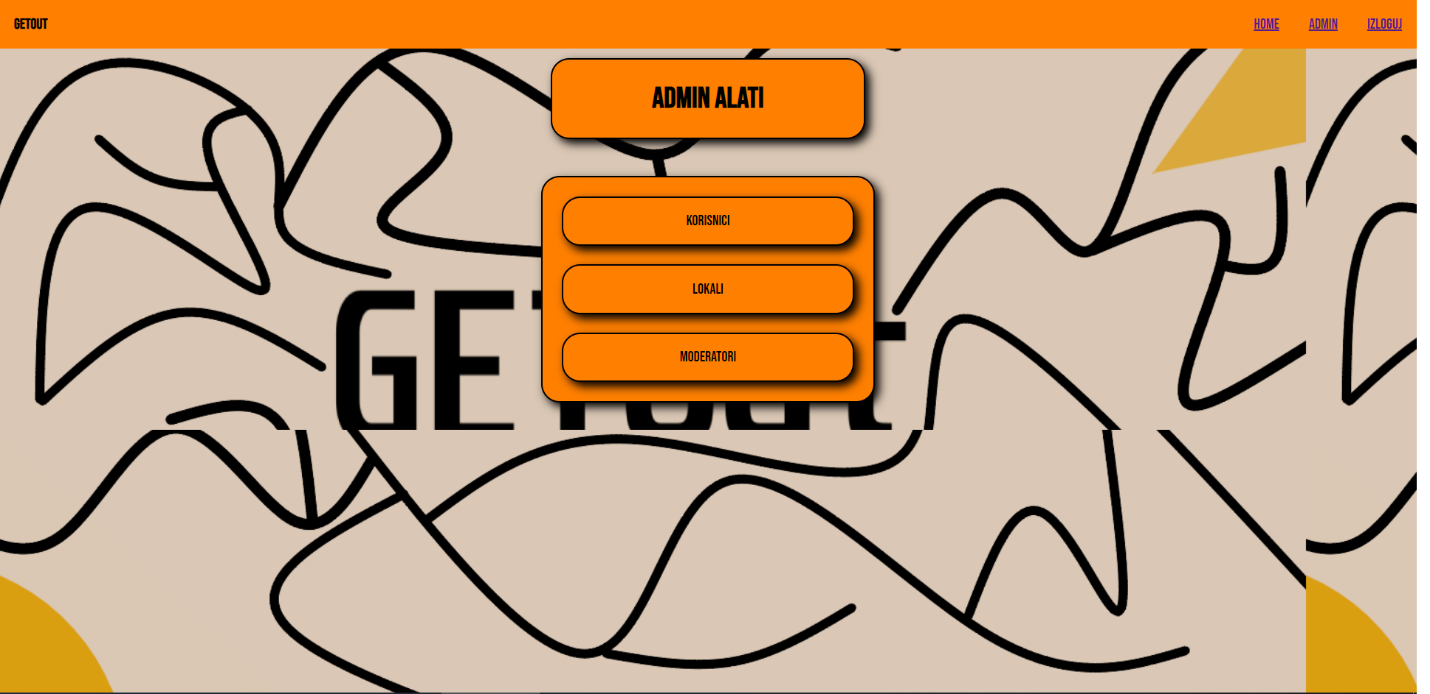 GETOUT HOME ADMIN IZLOGUJ
ADMIN ALATI
KORISNICI
LOKALI
MODERATORI